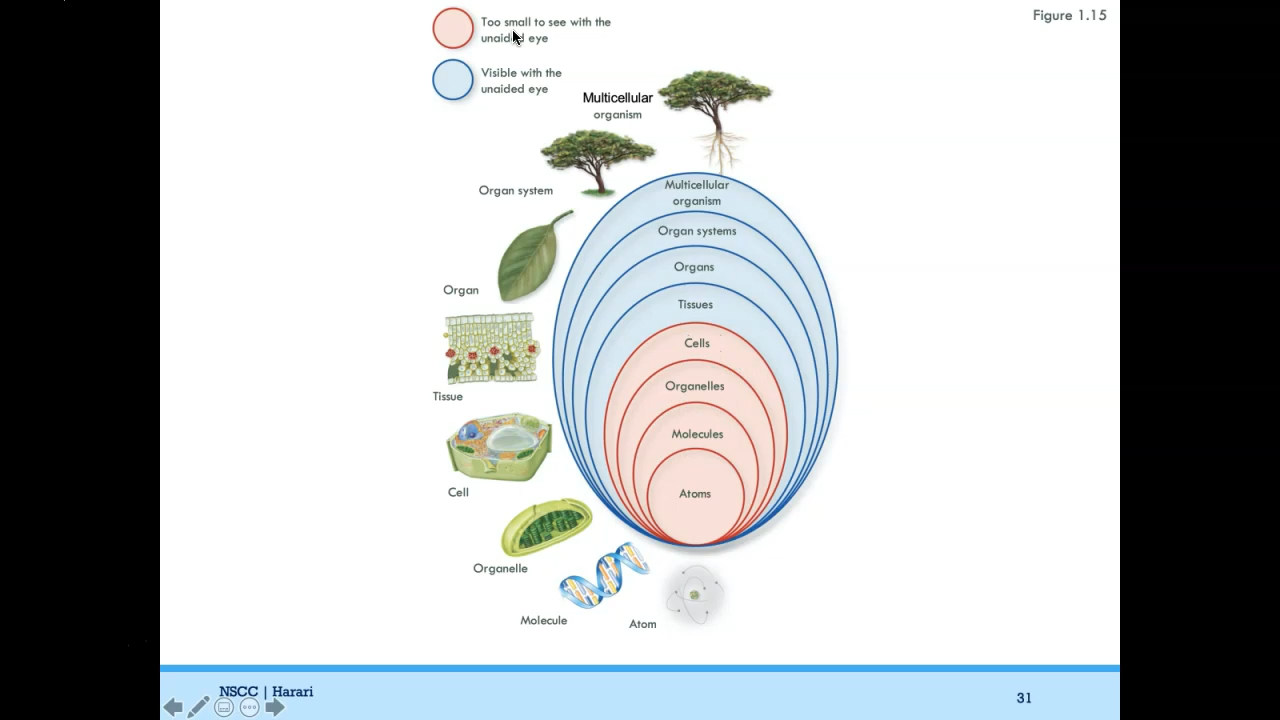 Figure 1.15
Too small to see with the
unaided eye
Visible with the
unaided eye
Multicellular
organism
Organ system
Organ
Tissue
Cell
Organelle
Molecule
Atom
Multicellular
organism
Organ systems
Organs
Tissues
Cells
Organelles
Molecules
Atoms
NSCC | Harari
31